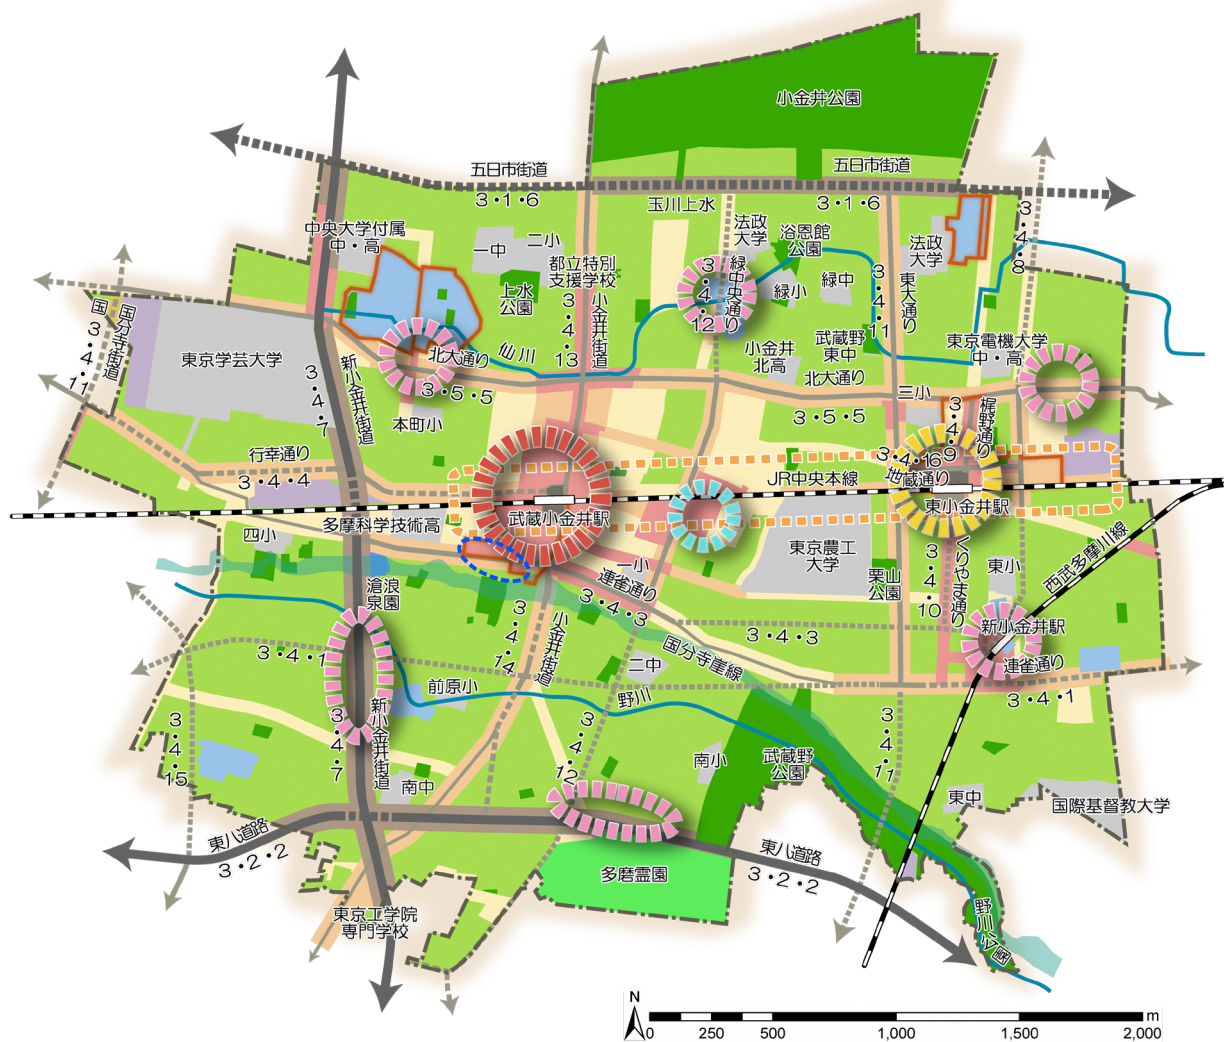 小金井公園
五日市街道
3・1・6
五日市街道
3・1・6
玉川上水
中央大学付属
中・高
一中
二小
都立特別
支援学校
上水
公園
法政
大学
浴恩館
公園
緑中
緑小
緑中央通り
3・4・12
法政
大学
東大通り
3・4・11
3・4・8
国分寺街道
国3・4・11
東京学芸大学
新小金井街道
3・4・7
北大通り
3・5・5
仙川
小金井街道
3・4・13
小金井
北高
武蔵野
東中
北大通り
3・5・5
三小
東京電機大学
中・高
梶野通り
3・4・9
3・4・16
地蔵通り
本町小
行幸通り
3・4・4
JR中央本線
武蔵小金井駅
東小金井駅
多摩科学技術高
四小
滄浪
泉園
一小
連雀通り
3・4・3
東京農工
大学
栗山
公園
3・4・10
くりやま通り
東小
西武多摩川線
新小金井駅
連雀通り
3・4・1
3・4・3
国分寺崖線
3・4・14
小金井街道
3・4・1
前原小
二中
野川
3・4・12
新小金井街道
3・4・7
3・4・15
南中
南小
武蔵野
公園
3・4・11
東中
国際基督教大学
東八道路
3・2・2
東八道路
3・2・2
多磨霊園
東京工学院
専門学校
野川公園
N
m
0 250 500 1,000 1,500 2,000